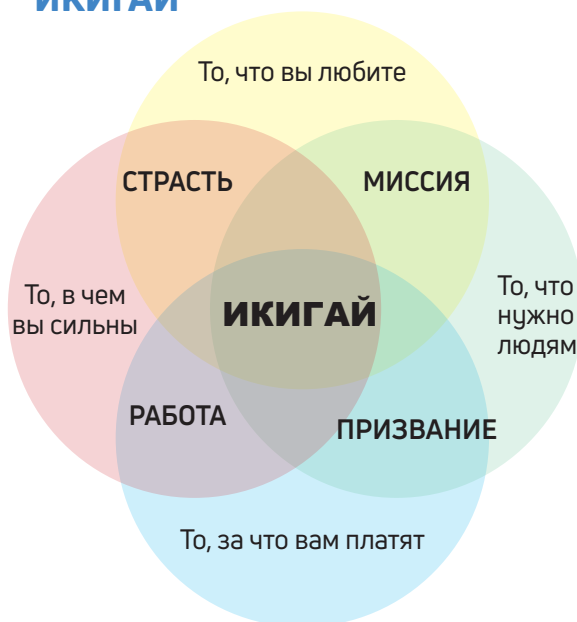 ИКИГАЙ
То, что вы любите
СТРАСТЬ
МИССИЯ
То, в чем
вы сильны
ИКИГАЙ
То, что
нужно
людям
РАБОТА
ПРИЗВАНИЕ
То, за что вам платят